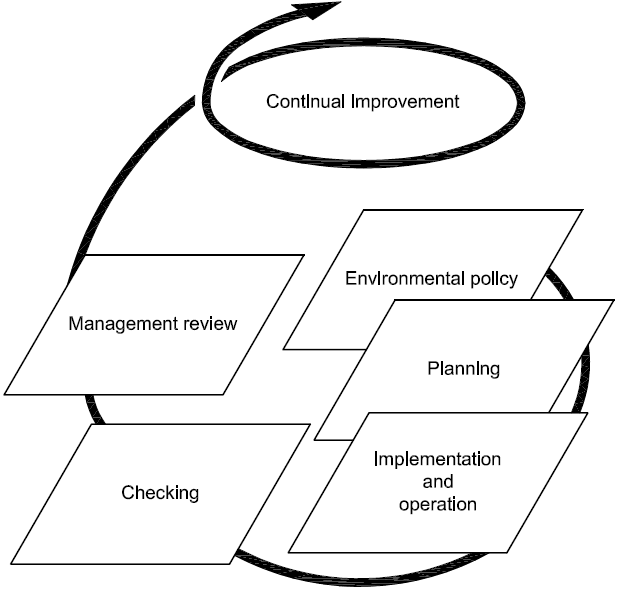 Continual Improvement
Environmental policy
Management review
Planning
Implementation
and
operation
Checking